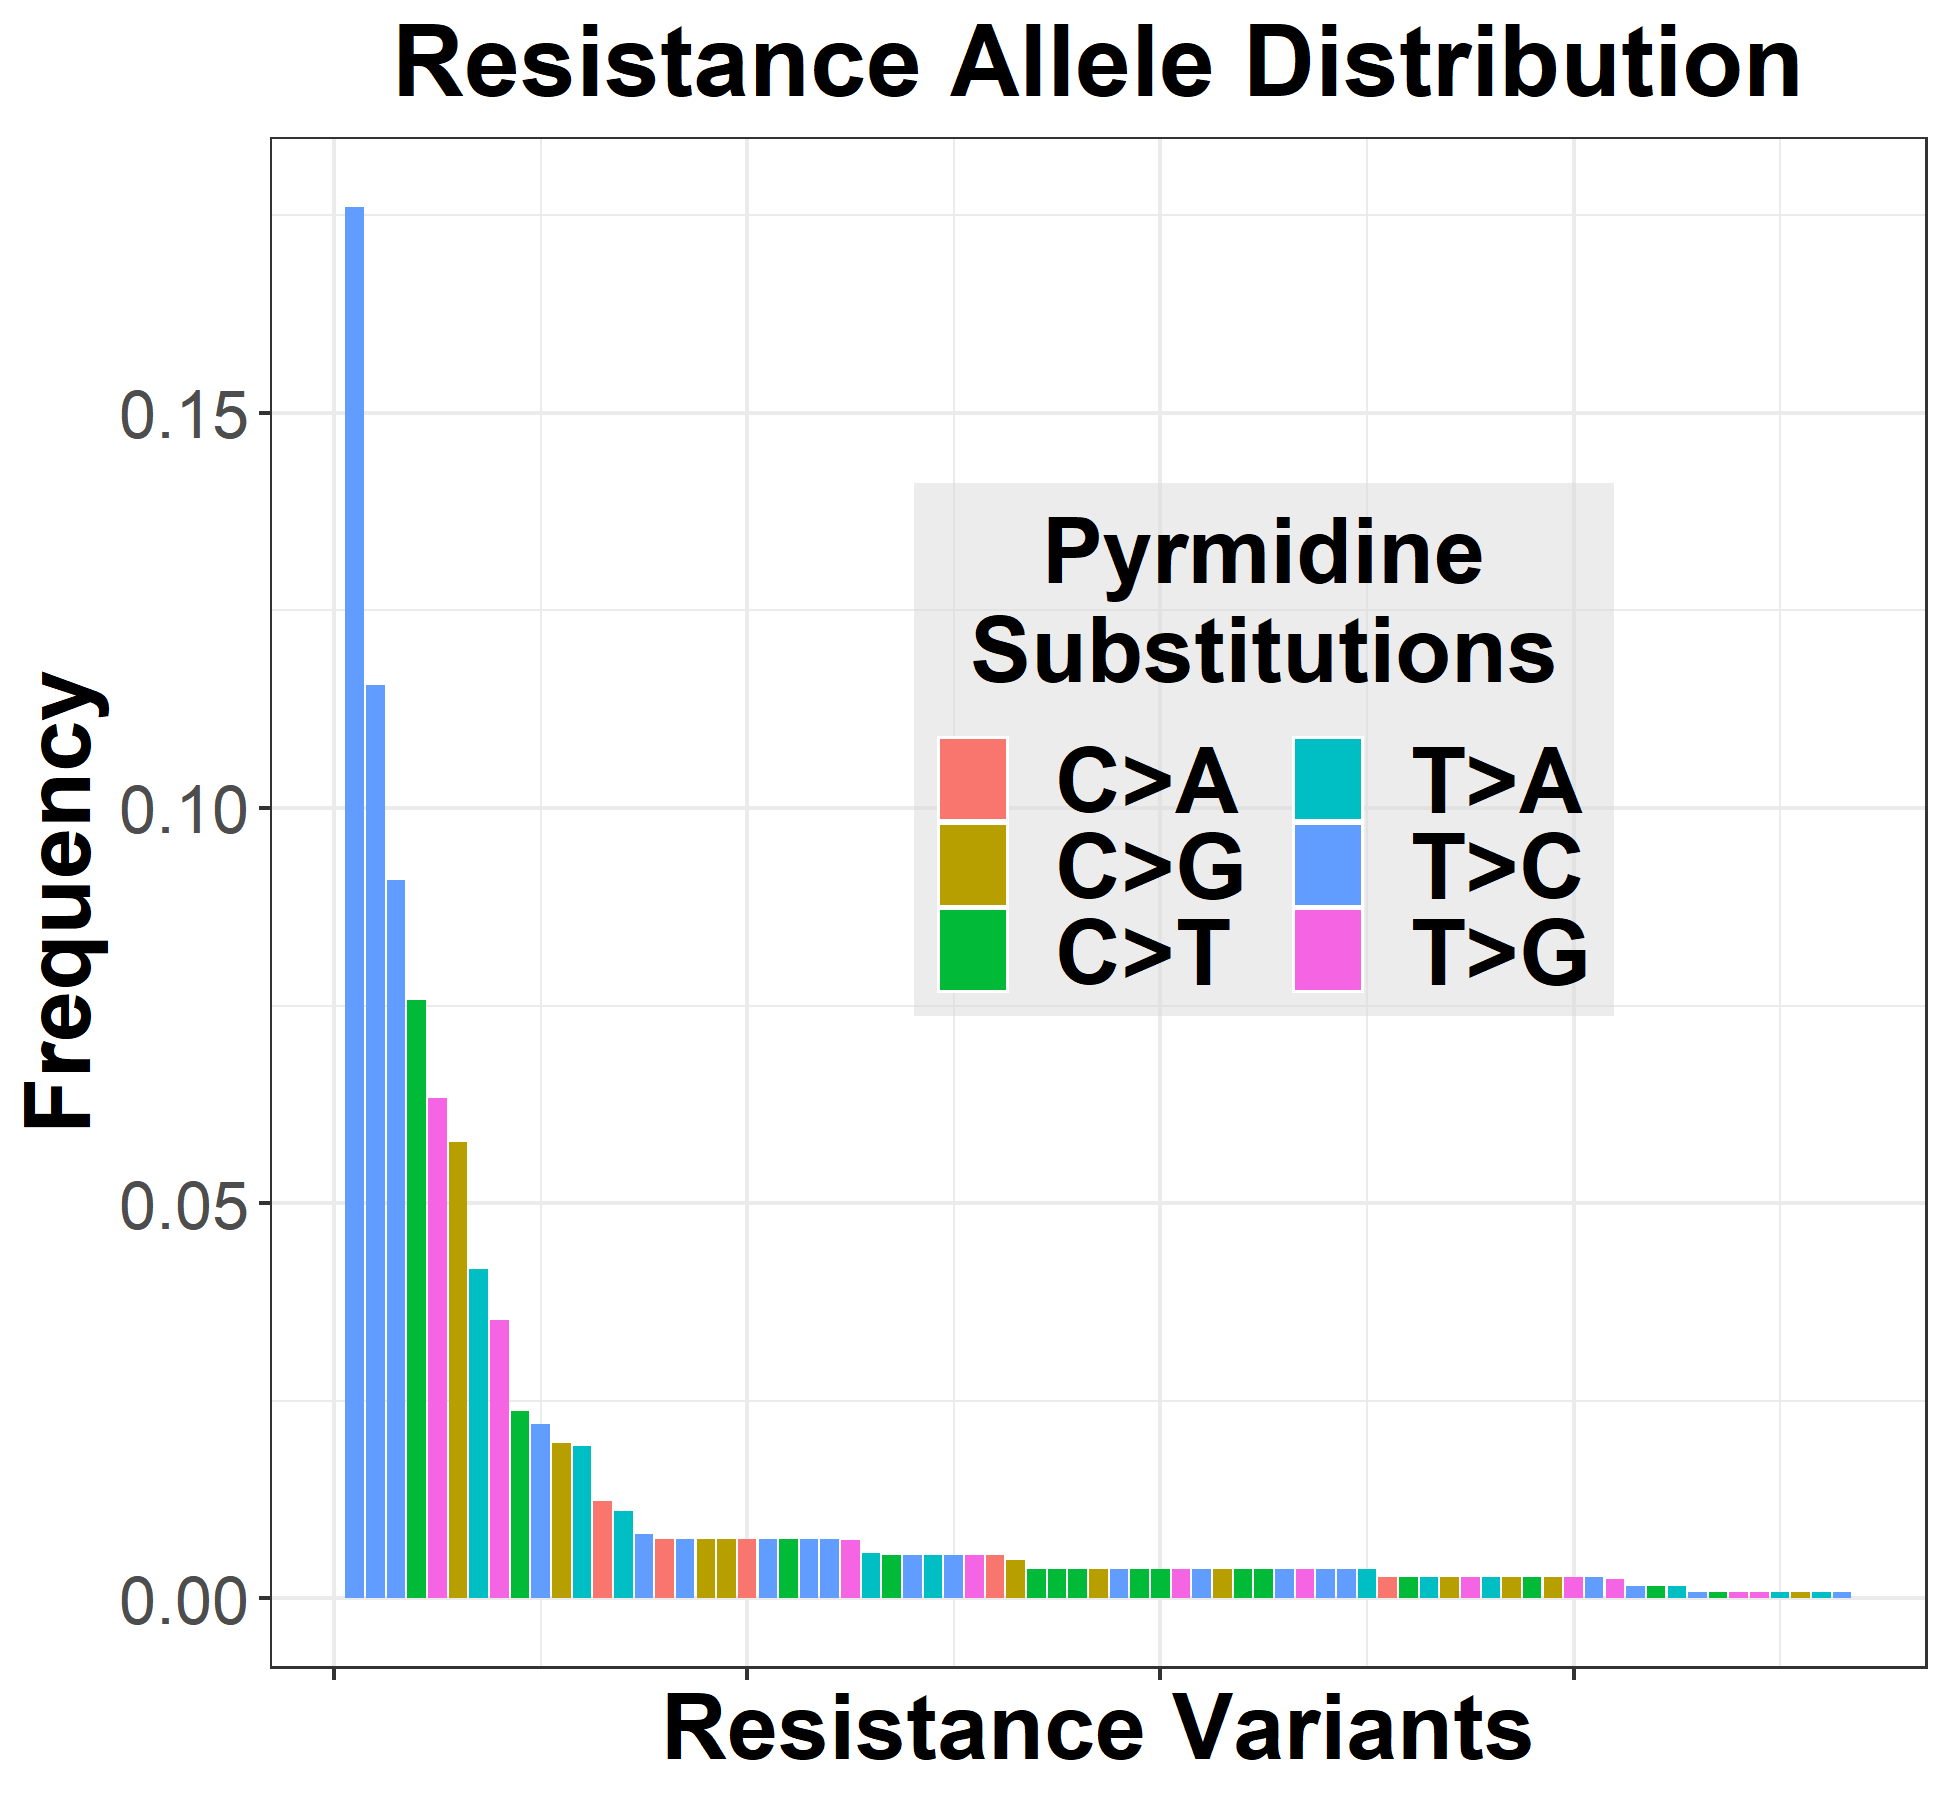 Resistance Allele Distribution
Frequency
0.15
0.10
0.05
0.00
Pyrmidine
Substitutions
C>A T>A
C>G T>C
C>T T>G
Resistance Variants